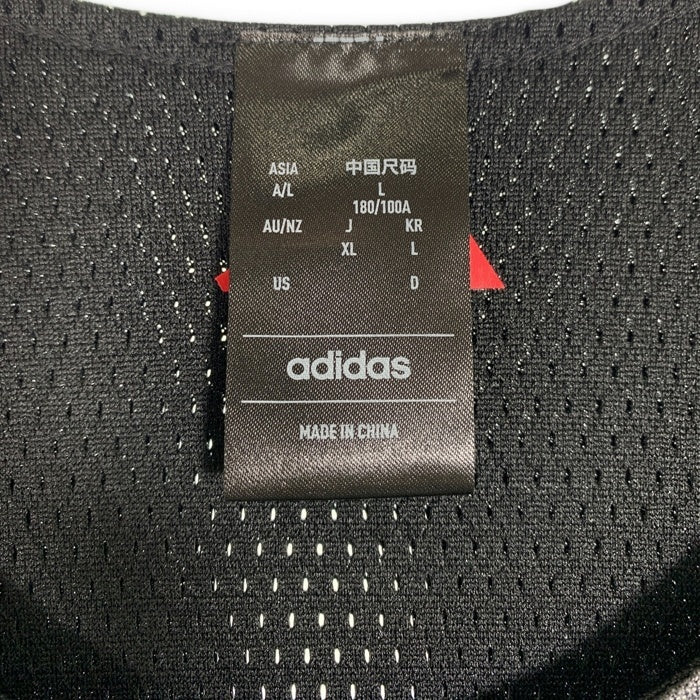 ASIA 中国尺码
A/L L
180/100A
AU/NZ J KR
XL L
US D
adidas
MADE IN CHINA